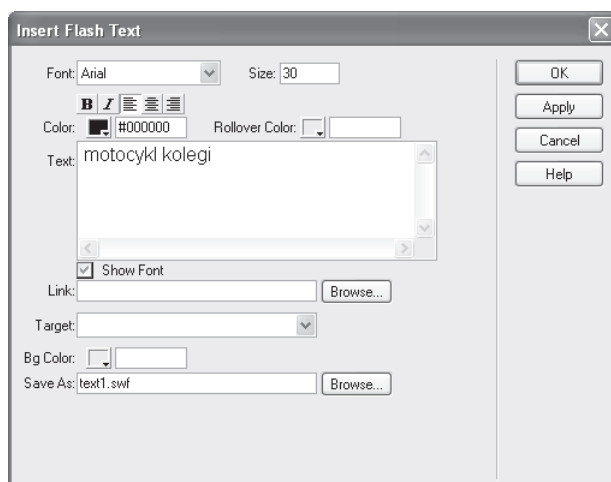 Insert Flash Text
Font: Arial Size: 30 OK
B I Apply
Color: #000000 Rollover Color: Cancel
Text: motocykl kolegi Help
Show Font
Link: Browse...
Target:
Bg Color:
Save As: text1.swf Browse...